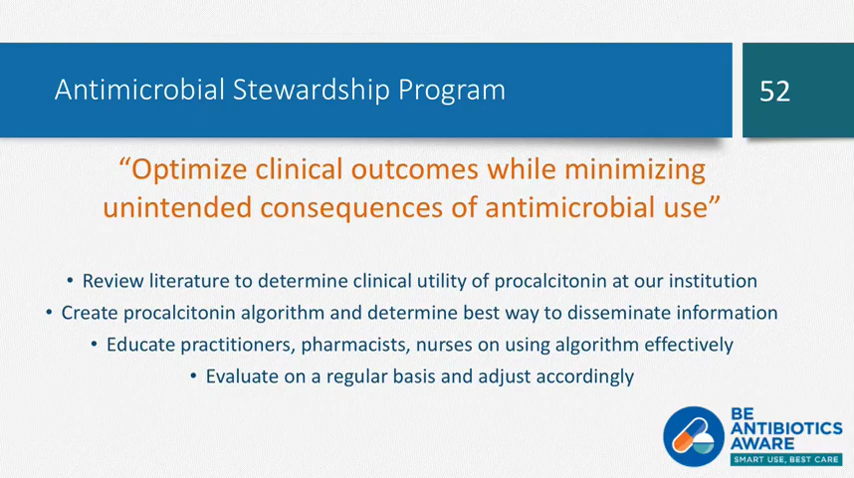 Antimicrobial Stewardship Program
52
“Optimize clinical outcomes while minimizing
unintended consequences of antimicrobial use”
• Review literature to determine clinical utility of procalcitonin at our institution
• Create procalcitonin algorithm and determine best way to disseminate information
• Educate practitioners, pharmacists, nurses on using algorithm effectively
• Evaluate on a regular basis and adjust accordingly
BE
ANTIBIOTICS
AWARE
SMART USE, BEST CARE